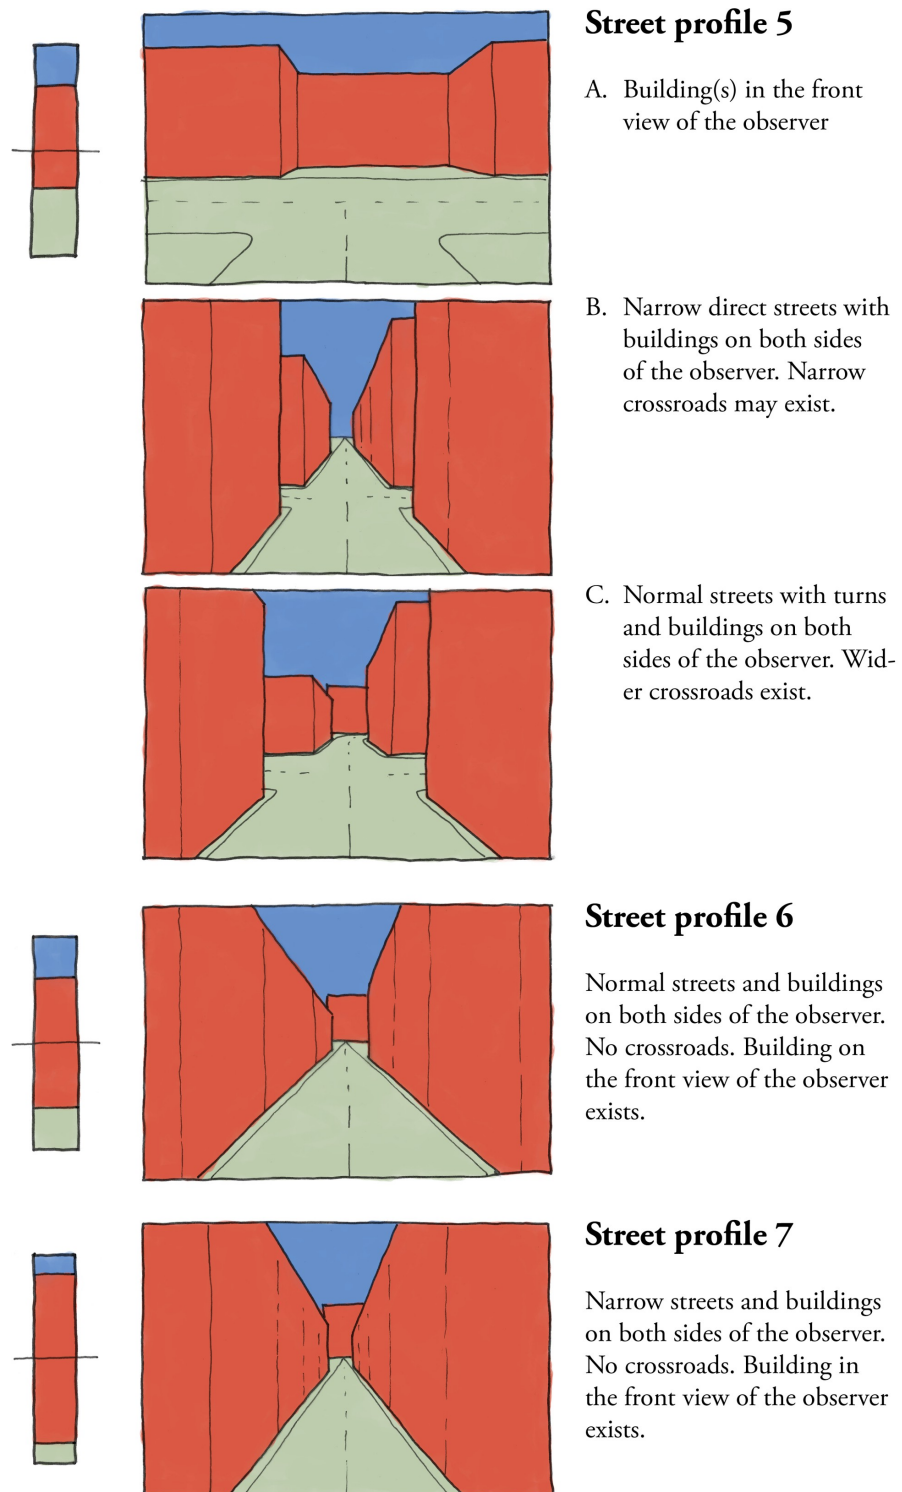 Street profile 5
A. Building(s) in the front
view of the observer
B. Narrow direct streets with
buildings on both sides
of the observer. Narrow
crossroads may exist.
C. Normal streets with turns
and buildings on both
sides of the observer. Wid-
er crossroads exist.
Street profile 6
Normal streets and buildings
on both sides of the observer.
No crossroads. Building on
the front view of the observer
exists.
Street profile 7
Narrow streets and buildings
on both sides of the observer.
No crossroads. Building in
the front view of the observer
exists.